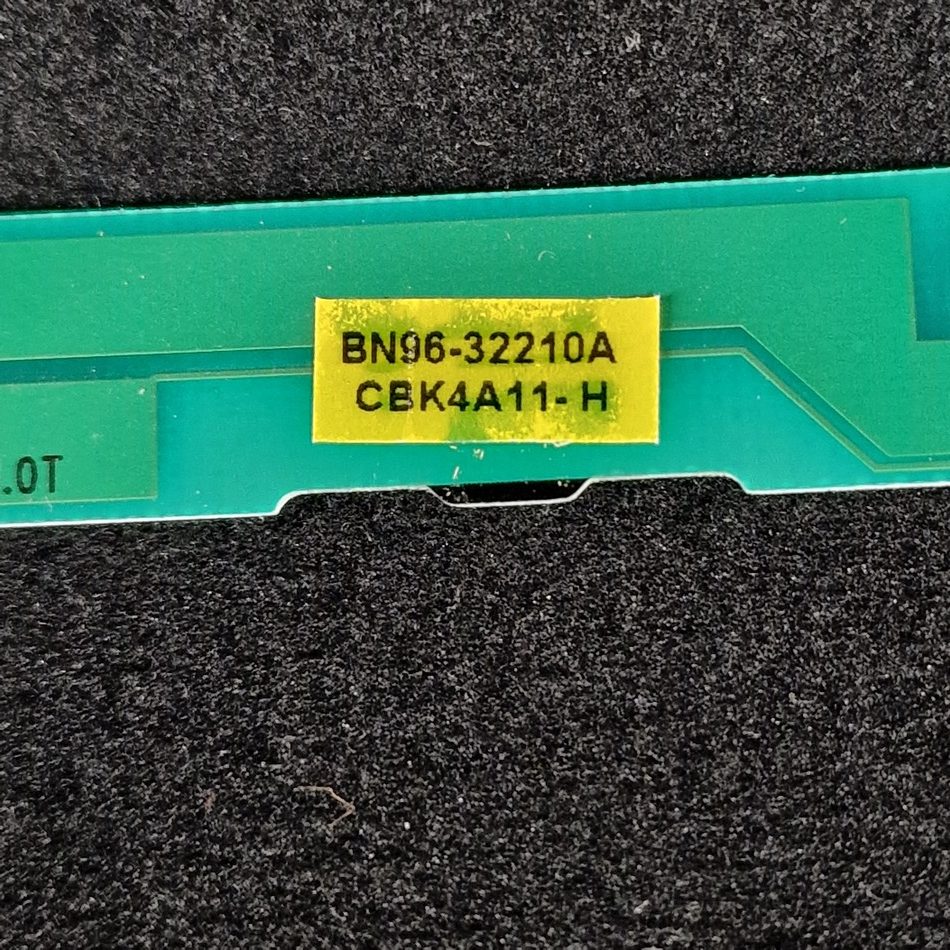 BN96-32210A
CBK4A11- H
.0T